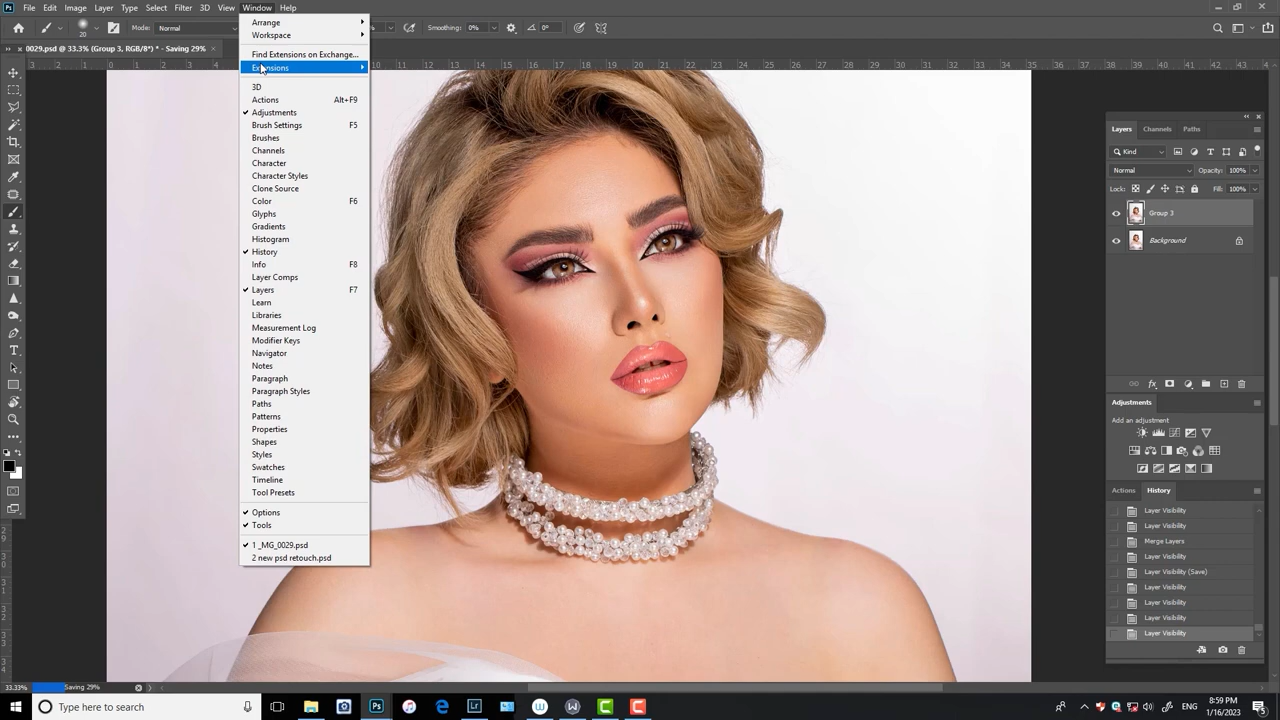 Ps File Edit Image Layer Type Select Filter 3D View Window Help
Mode: Normal Smoothing: 0% 0°
20
0029.psd @ 33.3% (Group 3, RGB/8*) * - Saving 29% ×
Arrange
Workspace
Find Extensions on Exchange...
Extensions
3D
Actions Alt+F9
Adjustments
Brush Settings F5
Brushes
Channels
Character
Character Styles
Clone Source
Color F6
Glyphs
Gradients
Histogram
History
Info F8
Layer Comps
Layers F7
Learn
Libraries
Measurement Log
Modifier Keys
Navigator
Notes
Paragraph
Paragraph Styles
Paths
Patterns
Properties
Shapes
Styles
Swatches
Timeline
Tool Presets
Options
Tools
1 _MG_0029.psd
2 new psd retouch.psd
Layers Channels Paths
Kind
Normal Opacity: 100%
Lock: Fill: 100%
Group 3
Background
Adjustments
Add an adjustment
Actions History
Layer Visibility
Layer Visibility
Merge Layers
Layer Visibility
Layer Visibility (Save)
Layer Visibility
Layer Visibility
Layer Visibility
Layer Visibility
33.33% Saving 29%
Type here to search
Ps Lr
ENG 8:59 PM
1/16/2023